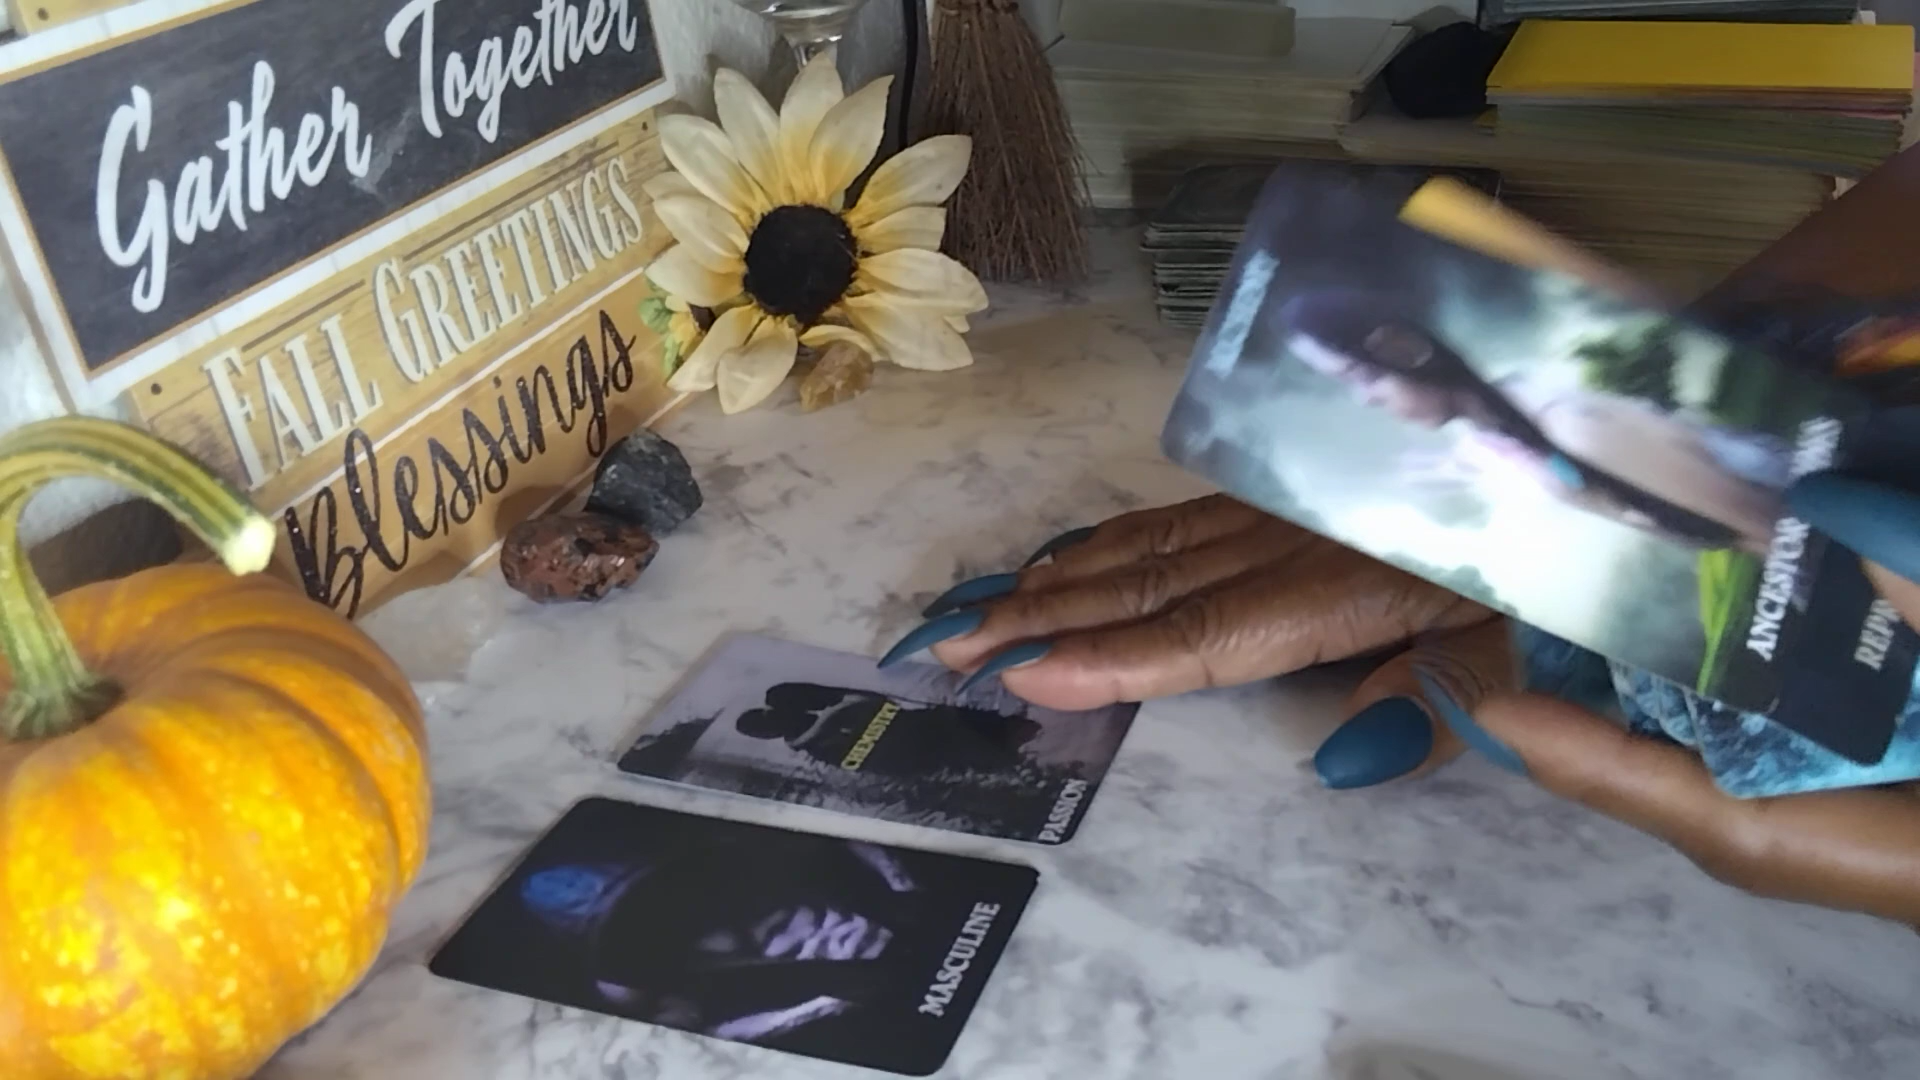 Gather Together
FALL GREETINGS
Blessings
CHEMISTRY
PASSION
MASCULINE
ANCESTOR